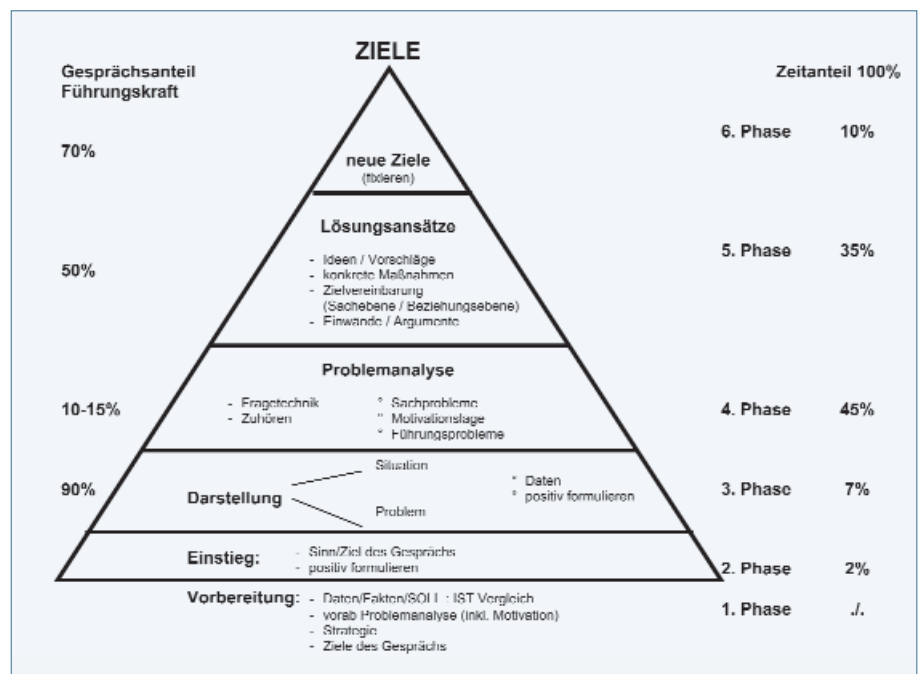 ZIELE
Gesprächsanteil
Führungskraft
Zeitanteil 100%
70%
neue Ziele
(fixieren)
6. Phase 10%
Lösungsansätze
50%
- Ideen / Vorschläge
- konkrete Maßnahmen
- Zielvereinbarung
(Sachebene / Beziehungsebene)
- Einwände / Argumente
5. Phase 35%
Problemanalyse
10-15%
- Fragetechnik
- Zuhören
° Sachprobleme
° Motivationslage
° Führungsprobleme
4. Phase 45%
90%
Darstellung
Situation
Problem
° Daten
° positiv formulieren
3. Phase 7%
Einstieg:
- Sinn/Ziel des Gesprächs
- positiv formulieren
2. Phase 2%
Vorbereitung:
- Daten/Fakten/SOLL : IST Vergleich
- vorab Problemanalyse (inkl. Motivation)
- Strategie
- Ziele des Gesprächs
1. Phase ./.